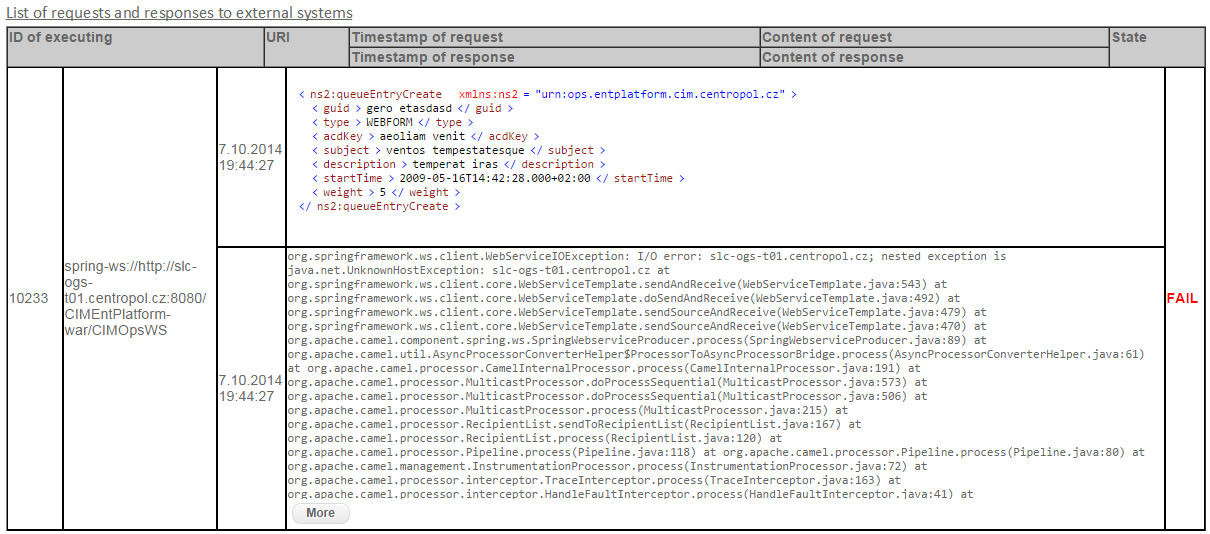 List of requests and responses to external systems
ID of executing URI Timestamp of request Content of request State
Timestamp of response Content of response
10233
spring-ws://http://slc-
ogs-
t01.centropol.cz:8080/
CIMEntPlatform-
war/CIMOpsWS
7.10.2014
19:44:27
< ns2:queueEntryCreate xmlns:ns2 = "urn:ops.entplatform.cim.centropol.cz" >
< guid > gero etasdasd </ guid >
< type > WEBFORM </ type >
< acdKey > aeoliam venit </ acdKey >
< subject > ventos tempestatesque </ subject >
< description > temperat iras </ description >
< startTime > 2009-05-16T14:42:28.000+02:00 </ startTime >
< weight > 5 </ weight >
</ ns2:queueEntryCreate >
7.10.2014
19:44:27
org.springframework.ws.client.WebServiceIOException: I/O error: slc-ogs-t01.centropol.cz; nested exception is
java.net.UnknownHostException: slc-ogs-t01.centropol.cz at
org.springframework.ws.client.core.WebServiceTemplate.sendAndReceive(WebServiceTemplate.java:543) at
org.springframework.ws.client.core.WebServiceTemplate.doSendAndReceive(WebServiceTemplate.java:492) at
org.springframework.ws.client.core.WebServiceTemplate.sendSourceAndReceive(WebServiceTemplate.java:479) at
org.springframework.ws.client.core.WebServiceTemplate.sendSourceAndReceive(WebServiceTemplate.java:470) at
org.apache.camel.component.spring.ws.SpringWebserviceProducer.process(SpringWebserviceProducer.java:89) at
org.apache.camel.util.AsyncProcessorConverterHelper$ProcessorToAsyncProcessorBridge.process(AsyncProcessorConverterHelper.java:61)
at org.apache.camel.processor.CamelInternalProcessor.process(CamelInternalProcessor.java:191) at
org.apache.camel.processor.MulticastProcessor.doProcessSequential(MulticastProcessor.java:573) at
org.apache.camel.processor.MulticastProcessor.doProcessSequential(MulticastProcessor.java:506) at
org.apache.camel.processor.MulticastProcessor.process(MulticastProcessor.java:215) at
org.apache.camel.processor.RecipientList.sendToRecipientList(RecipientList.java:167) at
org.apache.camel.processor.RecipientList.process(RecipientList.java:120) at
org.apache.camel.processor.Pipeline.process(Pipeline.java:118) at org.apache.camel.processor.Pipeline.process(Pipeline.java:80) at
org.apache.camel.management.InstrumentationProcessor.process(InstrumentationProcessor.java:72) at
org.apache.camel.processor.interceptor.TraceInterceptor.process(TraceInterceptor.java:163) at
org.apache.camel.processor.interceptor.HandleFaultInterceptor.process(HandleFaultInterceptor.java:41) at
More
FAIL